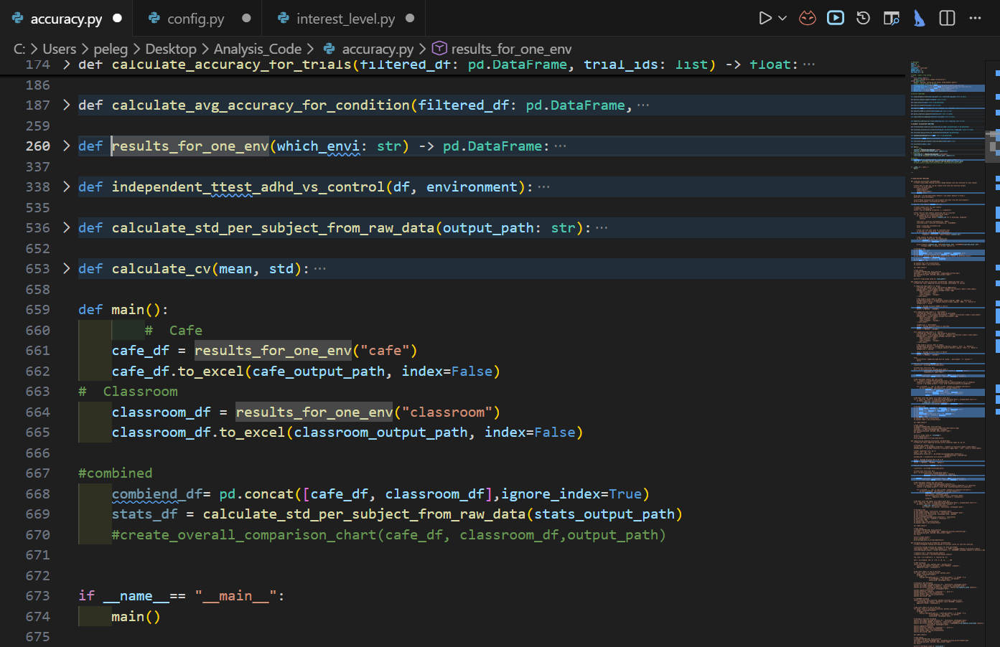 accuracy.py
config.py
interest_level.py
C: > Users > peleg > Desktop > Analysis_Code > accuracy.py > results_for_one_env
174 > def calculate_accuracy_for_trials(filtered_df: pd.DataFrame, trial_ids: list) -> float: ···
186
187 > def calculate_avg_accuracy_for_condition(filtered_df: pd.DataFrame, ···
259
260 > def results_for_one_env(which_envi: str) -> pd.DataFrame: ···
337
338 > def independent_ttest_adhd_vs_control(df, environment): ···
535
536 > def calculate_std_per_subject_from_raw_data(output_path: str): ···
652
653 > def calculate_cv(mean, std): ···
658
659 def main():
660 #  Cafe
661 cafe_df = results_for_one_env("cafe")
662 cafe_df.to_excel(cafe_output_path, index=False)
663 #  Classroom
664 classroom_df = results_for_one_env("classroom")
665 classroom_df.to_excel(classroom_output_path, index=False)
666
667 #combined
668 combiend_df= pd.concat([cafe_df, classroom_df],ignore_index=True)
669 stats_df = calculate_std_per_subject_from_raw_data(stats_output_path)
670 #create_overall_comparison_chart(cafe_df, classroom_df,output_path)
671
672
673 if __name__== "__main__":
674 main()
675